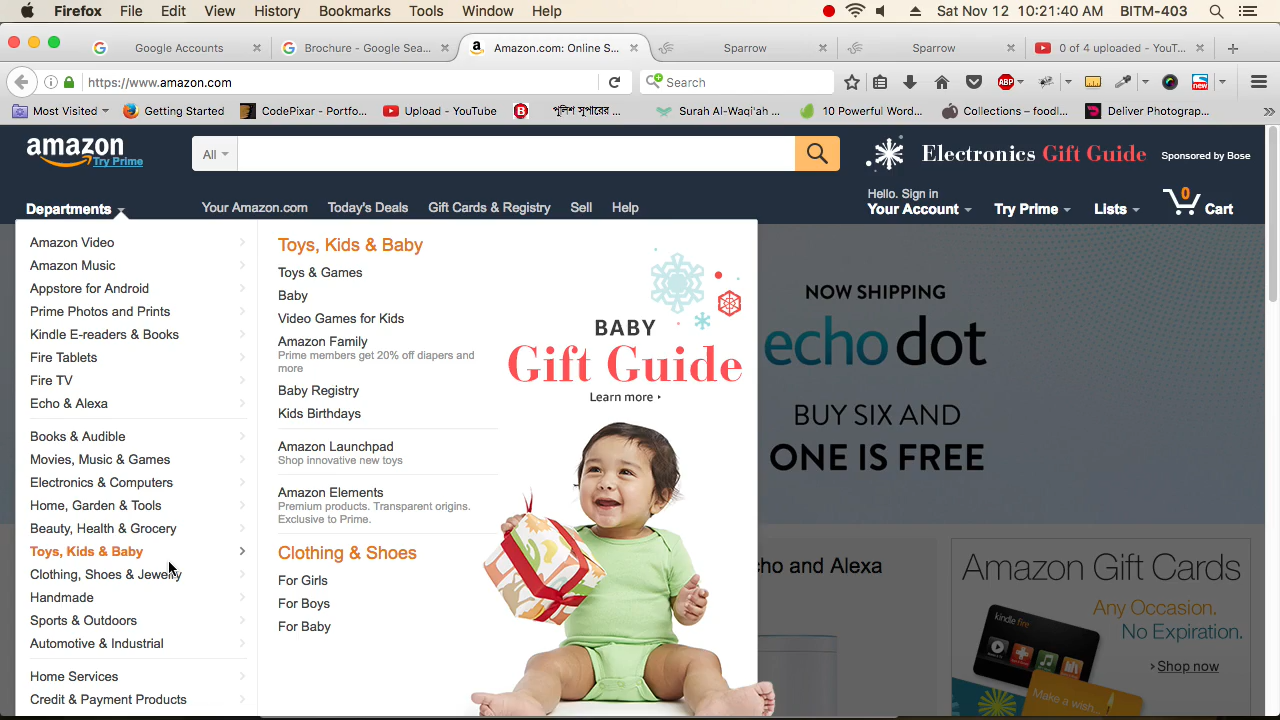 Firefox File Edit View History Bookmarks Tools Window Help Sat Nov 12 10:21:40 AM BITM-403
Google Accounts Brochure - Google Sea... Amazon.com: Online S... Sparrow Sparrow 0 of 4 uploaded - YouT...
https://www.amazon.com Search ABP new
Most Visited Getting Started CodePixar - Portfo... Upload - YouTube B পুলিশ সুপারের ... Surah Al-Waqi'ah ... 10 Powerful Word... Collections – foodl... Deliver Photograp...
amazon
Try Prime
All
Electronics Gift Guide Sponsored by Bose
Departments Your Amazon.com Today's Deals Gift Cards & Registry Sell Help
Hello. Sign in
Your Account Try Prime Lists 0 Cart
Amazon Video
Amazon Music
Appstore for Android
Prime Photos and Prints
Kindle E-readers & Books
Fire Tablets
Fire TV
Echo & Alexa
Books & Audible
Movies, Music & Games
Electronics & Computers
Home, Garden & Tools
Beauty, Health & Grocery
Toys, Kids & Baby
Clothing, Shoes & Jewelry
Handmade
Sports & Outdoors
Automotive & Industrial
Home Services
Credit & Payment Products
Toys, Kids & Baby
Toys & Games
Baby
Video Games for Kids
Amazon Family
Prime members get 20% off diapers and
more
Baby Registry
Kids Birthdays
Amazon Launchpad
Shop innovative new toys
Amazon Elements
Premium products. Transparent origins.
Exclusive to Prime.
Clothing & Shoes
For Girls
For Boys
For Baby
BABY
Gift Guide
Learn more
NOW SHIPPING
echo dot
BUY SIX AND
ONE IS FREE
cho and Alexa
Amazon Gift Cards
Any Occasion.
No Expiration.
Shop now
kindle fire
Make a wish...